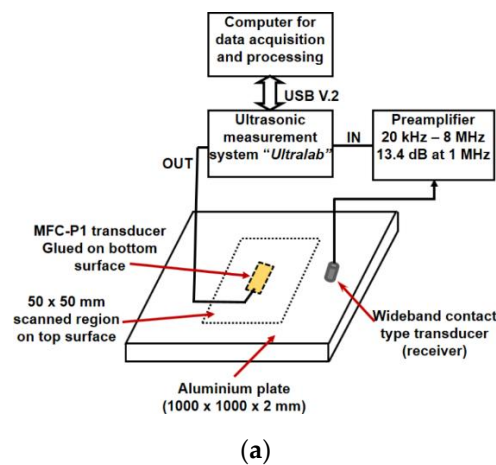 Computer for
data acquisition
and processing
USB V.2
Ultrasonic
measurement
system "Ultralab"
IN
Preamplifier
20 kHz – 8 MHz
13.4 dB at 1 MHz
OUT
MFC-P1 transducer
Glued on bottom
surface
50 x 50 mm
scanned region
on top surface
Wideband contact
type transducer
(receiver)
Aluminium plate
(1000 x 1000 x 2 mm)
(a)